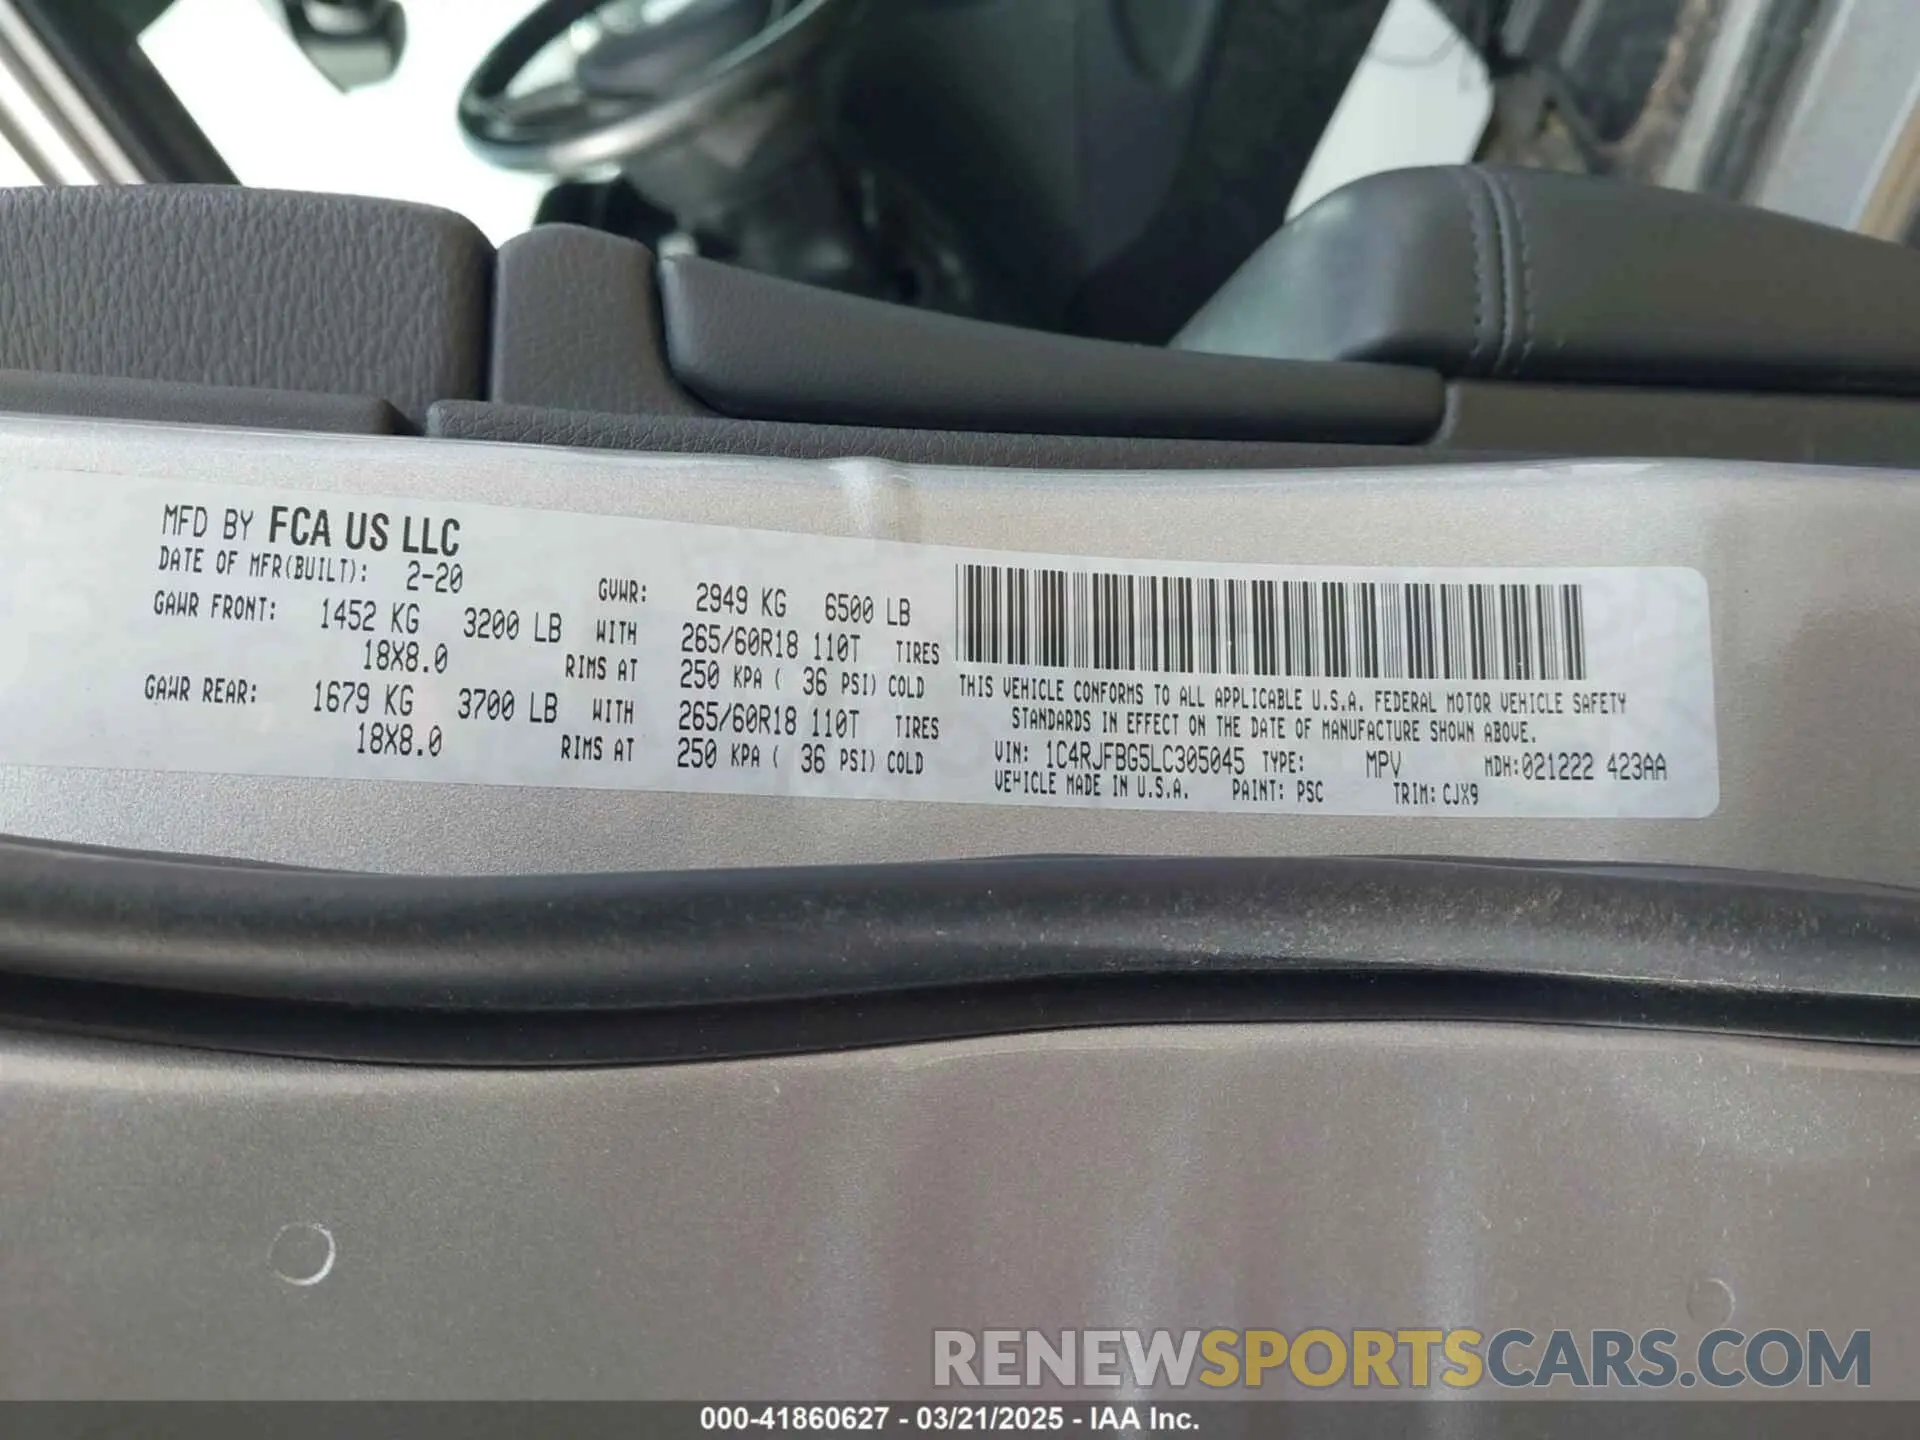 MFD BY FCA US LLC
DATE OF MFR(BUILT): 2-20
GVWR: 2949 KG 6500 LB
GAWR FRONT: 1452 KG 3200 LB WITH 265/60R18 110T TIRES
18X8.0 RIMS AT 250 KPA ( 36 PSI) COLD
GAWR REAR: 1679 KG 3700 LB WITH 265/60R18 110T TIRES
18X8.0 RIMS AT 250 KPA ( 36 PSI) COLD
THIS VEHICLE CONFORMS TO ALL APPLICABLE U.S.A. FEDERAL MOTOR VEHICLE SAFETY
STANDARDS IN EFFECT ON THE DATE OF MANUFACTURE SHOWN ABOVE.
VIN: 1C4RJFBG5LC305045 TYPE: MPV MDH:021222 423AA
VEHICLE MADE IN U.S.A. PAINT: PSC TRIM: CJX9
RENEWSPORTSCARS.COM
000-41860627 - 03/21/2025 - IAA Inc.